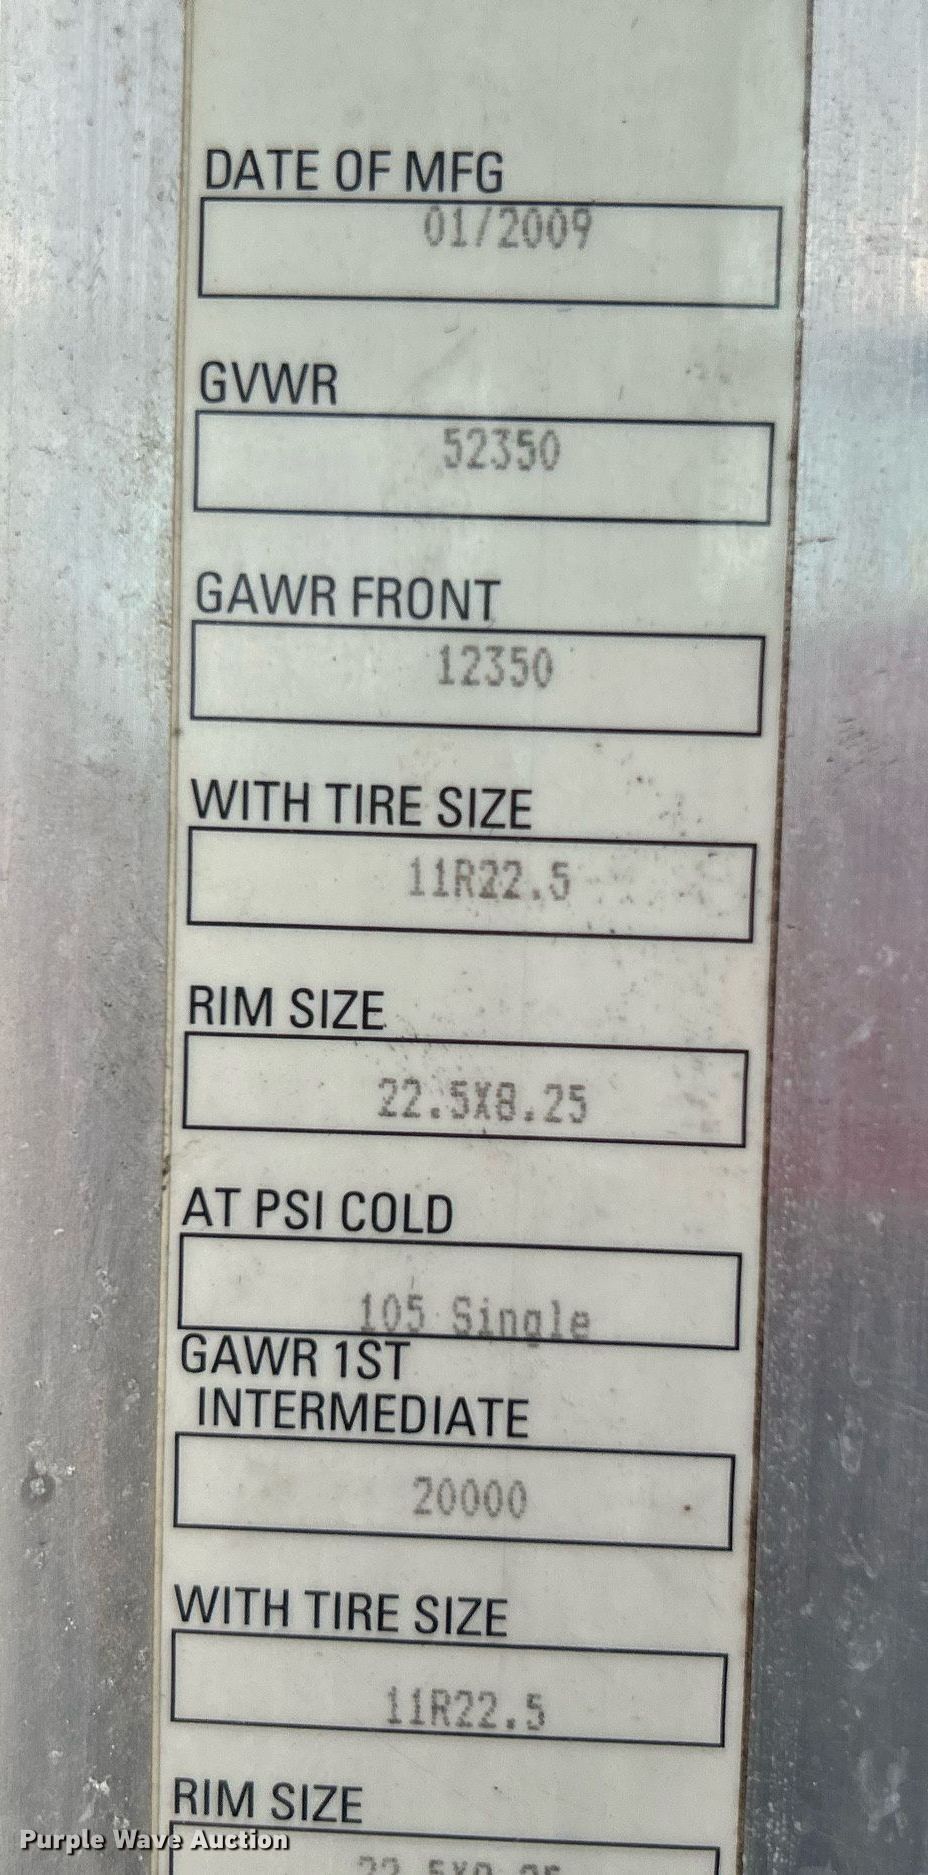 DATE OF MFG
01/2009
GVWR
52350
GAWR FRONT
12350
WITH TIRE SIZE
11R22.5
RIM SIZE
22.5X8.25
AT PSI COLD
105 Single
GAWR 1ST
INTERMEDIATE
20000
WITH TIRE SIZE
11R22.5
RIM SIZE
Purple Wave Auction